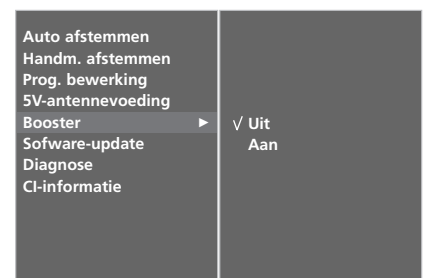 Auto afstemmen
Handm. afstemmen
Prog. bewerking
5V-antennevoeding
Booster ►
Sofware-update
Diagnose
CI-informatie
√ Uit
Aan